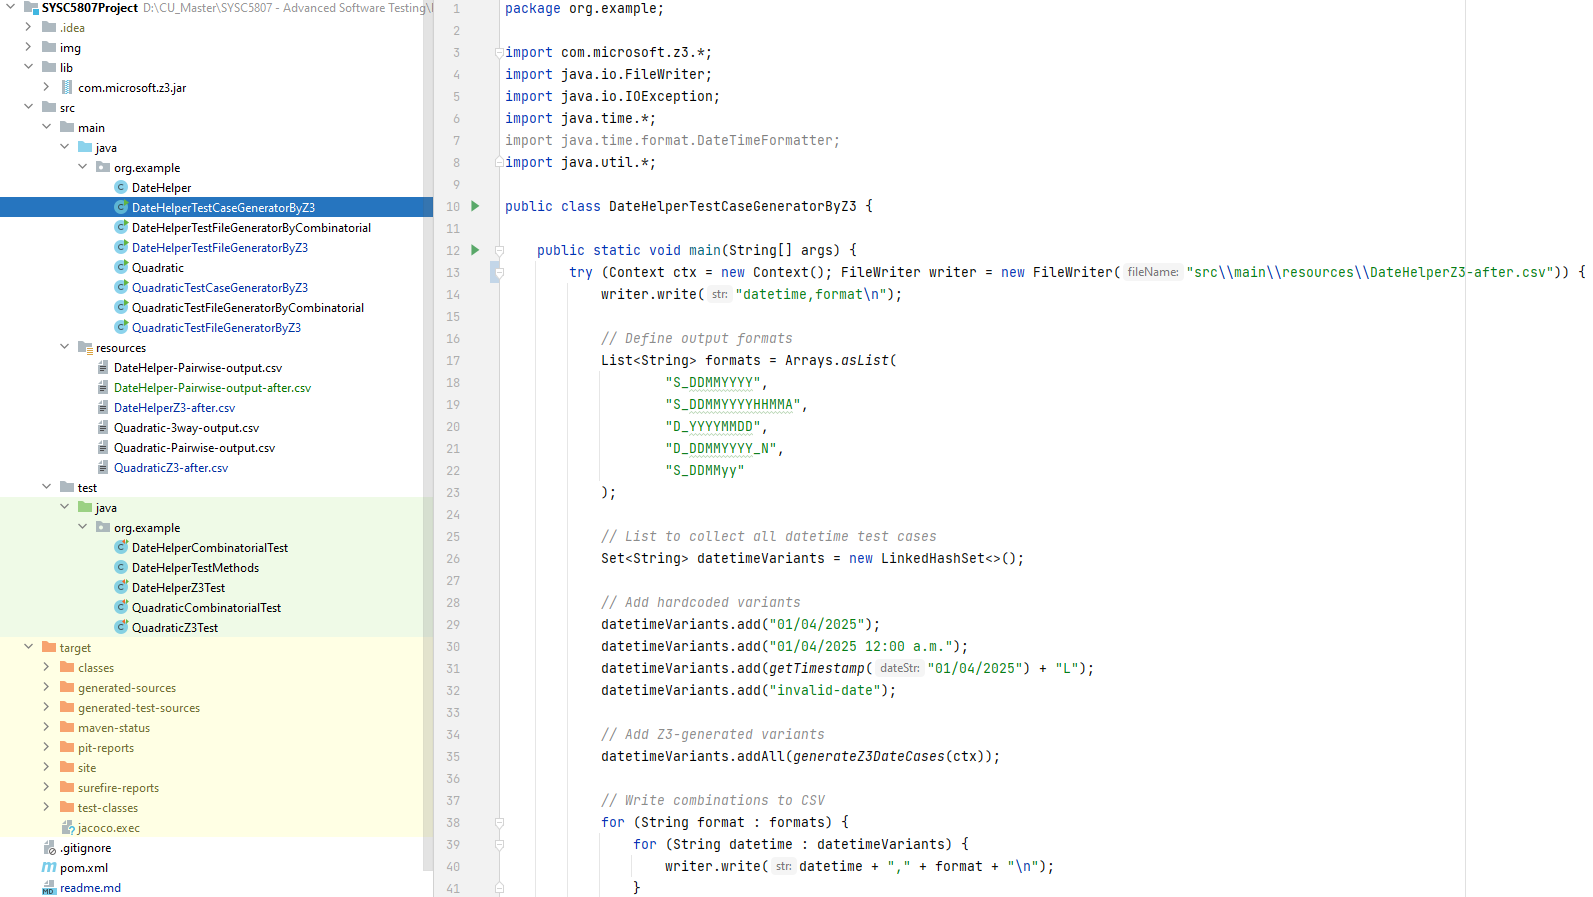 SYSC5807Project D:\CU_Master\SYSC5807 - Advanced Software Testing\
.idea
img
lib
com.microsoft.z3.jar
src
main
java
org.example
DateHelper
DateHelperTestCaseGeneratorByZ3
DateHelperTestFileGeneratorByCombinatorial
DateHelperTestFileGeneratorByZ3
Quadratic
QuadraticTestCaseGeneratorByZ3
QuadraticTestFileGeneratorByCombinatorial
QuadraticTestFileGeneratorByZ3
resources
DateHelper-Pairwise-output.csv
DateHelper-Pairwise-output-after.csv
DateHelperZ3-after.csv
Quadratic-3way-output.csv
Quadratic-Pairwise-output.csv
QuadraticZ3-after.csv
test
java
org.example
DateHelperCombinatorialTest
DateHelperTestMethods
DateHelperZ3Test
QuadraticCombinatorialTest
QuadraticZ3Test
target
classes
generated-sources
generated-test-sources
maven-status
pit-reports
site
surefire-reports
test-classes
jacoco.exec
.gitignore
pom.xml
readme.md
1 package org.example;
2
3 import com.microsoft.z3.*;
4 import java.io.FileWriter;
5 import java.io.IOException;
6 import java.time.*;
7 import java.time.format.DateTimeFormatter;
8 import java.util.*;
9
10 public class DateHelperTestCaseGeneratorByZ3 {
11
12 public static void main(String[] args) {
13 try (Context ctx = new Context(); FileWriter writer = new FileWriter( fileName: "src\\main\\resources\\DateHelperZ3-after.csv")) {
14 writer.write( str: "datetime,format\n");
15
16 // Define output formats
17 List<String> formats = Arrays.asList(
18 "S_DDMMYYYY",
19 "S_DDMMYYYYHHMMA",
20 "D_YYYYMMDD",
21 "D_DDMMYYYY_N",
22 "S_DDMMyy"
23 );
24
25 // List to collect all datetime test cases
26 Set<String> datetimeVariants = new LinkedHashSet<>();
27
28 // Add hardcoded variants
29 datetimeVariants.add("01/04/2025");
30 datetimeVariants.add("01/04/2025 12:00 a.m.");
31 datetimeVariants.add(getTimestamp( dateStr: "01/04/2025") + "L");
32 datetimeVariants.add("invalid-date");
33
34 // Add Z3-generated variants
35 datetimeVariants.addAll(generateZ3DateCases(ctx));
36
37 // Write combinations to CSV
38 for (String format : formats) {
39 for (String datetime : datetimeVariants) {
40 writer.write( str: datetime + "," + format + "\n");
41 }